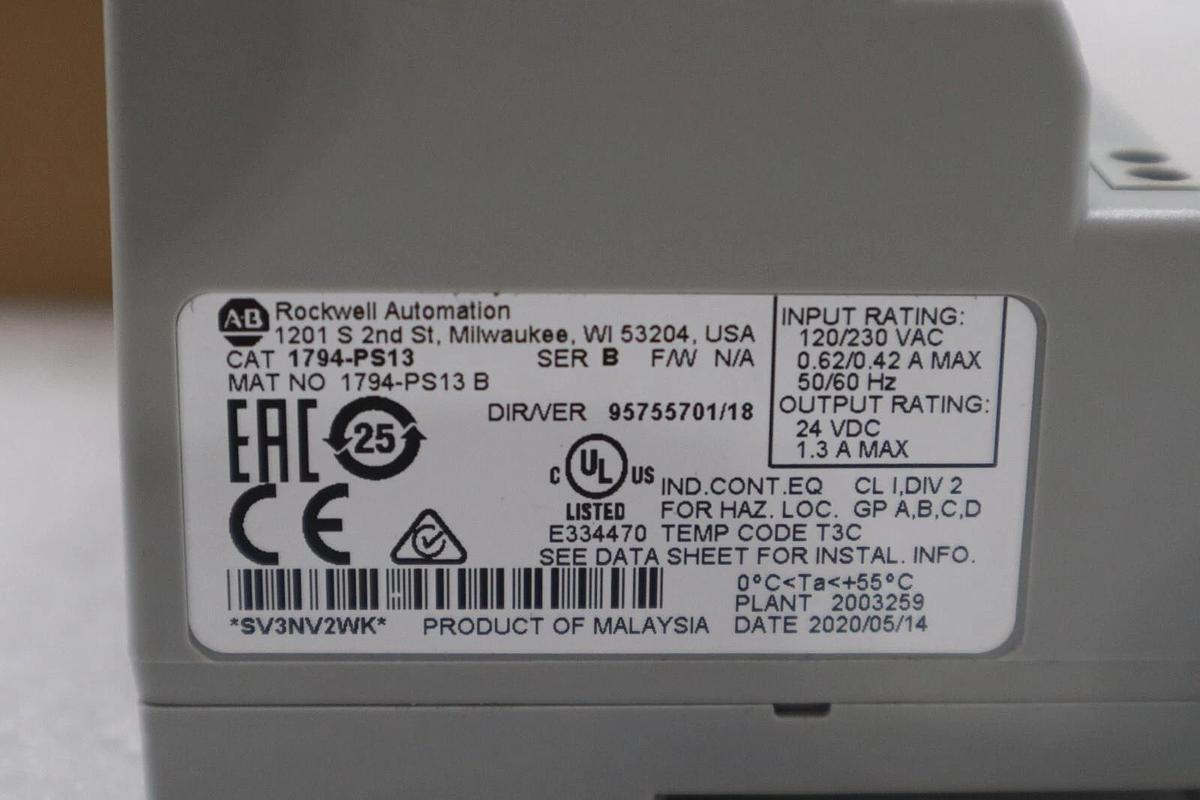 A-B Rockwell Automation
1201 S 2nd St, Milwaukee, WI 53204, USA
CAT 1794-PS13 SER B F/W N/A
MAT NO 1794-PS13 B
DIR/VER 95755701/18
INPUT RATING:
120/230 VAC
0.62/0.42 A MAX
50/60 Hz
OUTPUT RATING:
24 VDC
1.3 A MAX
EAC 25
CE
C UL US
LISTED
E334470
IND.CONT.EQ CL I,DIV 2
FOR HAZ. LOC. GP A,B,C,D
TEMP CODE T3C
SEE DATA SHEET FOR INSTAL. INFO.
*SV3NV2WK* PRODUCT OF MALAYSIA
0°C<Ta<+55°C
PLANT 2003259
DATE 2020/05/14